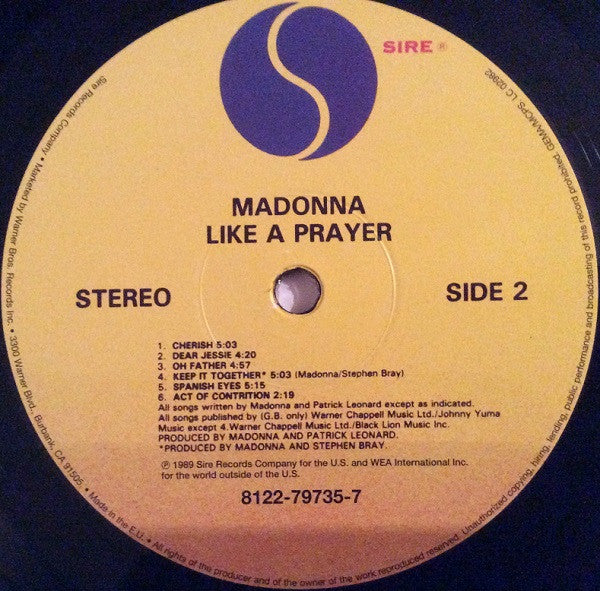 SIRE ®
MADONNA
LIKE A PRAYER
STEREO
SIDE 2
1. CHERISH 5:03
2. DEAR JESSIE 4:20
3. OH FATHER 4:57
4. KEEP IT TOGETHER* 5:03 (Madonna/Stephen Bray)
5. SPANISH EYES 5:15
6. ACT OF CONTRITION 2:19
All songs written by Madonna and Patrick Leonard except as indicated.
All songs published by (G.B. only) Warner Chappell Music Ltd./Johnny Yuma
Music except 4.Warner Chappell Music Ltd./Black Lion Music Inc.
PRODUCED BY MADONNA AND PATRICK LEONARD.
*PRODUCED BY MADONNA AND STEPHEN BRAY.
℗ 1989 Sire Records Company for the U.S. and WEA International Inc.
for the world outside of the U.S.
8122-79735-7
Sire Records Company • Marketed by Warner Bros. Records Inc. • 3300 Warner Blvd., Burbank, CA 91505. • Made in the E.U. • All rights of the producer and of the owner of the work reproduced reserved. Unauthorized copying, hiring, lending, public performance and broadcasting of this record prohibited. GEMA/MCPS LC 02982